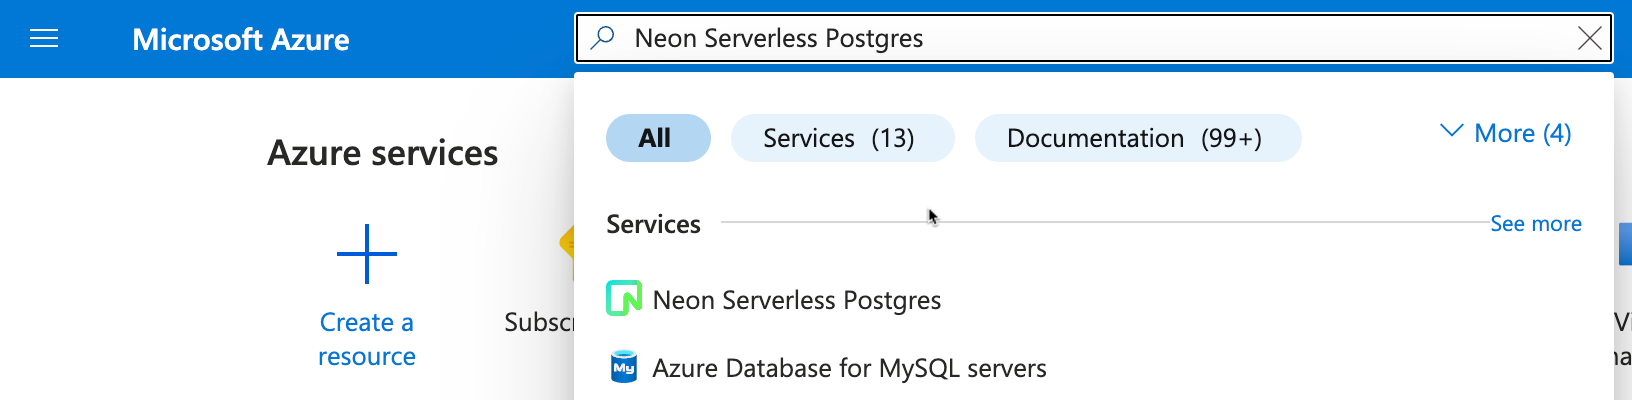 Microsoft Azure
Neon Serverless Postgres
All Services (13) Documentation (99+) More (4)
Azure services
Services See more
Create a
resource
Neon Serverless Postgres
My Azure Database for MySQL servers